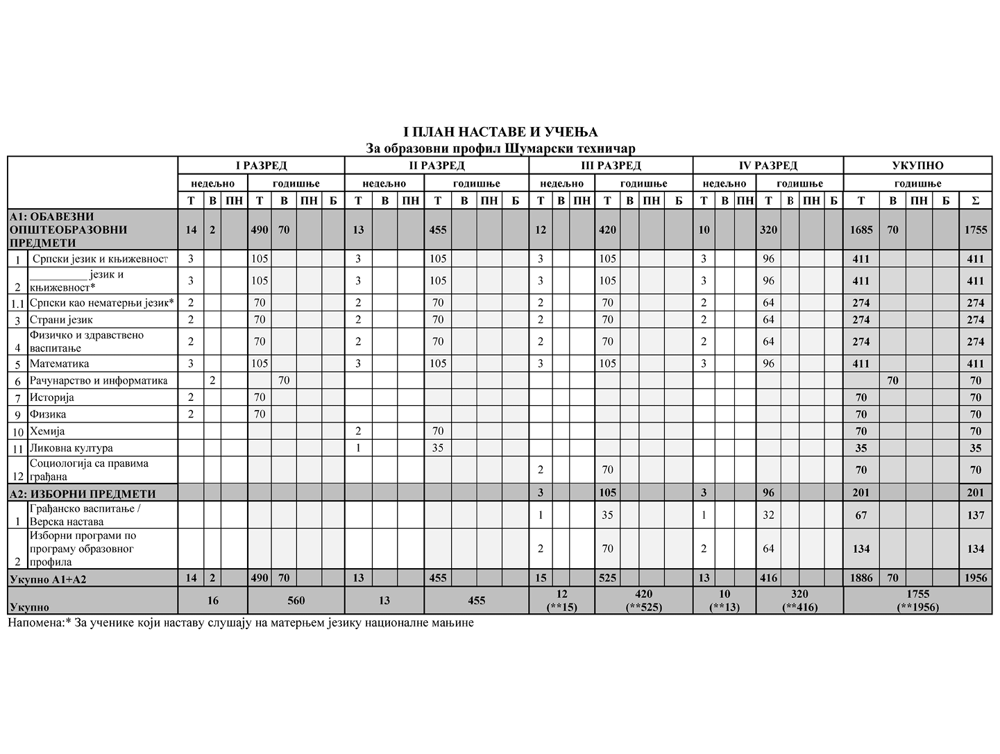 I ПЛАН НАСТАВЕ И УЧЕЊА
За образовни профил Шумарски техничар
I РАЗРЕД II РАЗРЕД III РАЗРЕД IV РАЗРЕД УКУПНО
недељно годишње недељно годишње недељно годишње недељно годишње годишње
Т В ПН Т В ПН Б Т В ПН Т В ПН Б Т В ПН Т В ПН Б Т В ПН Т В ПН Б Т В ПН Б Σ
А1: ОБАВЕЗНИ
ОПШТЕОБРАЗОВНИ 14 2 490 70 13 455 12 420 10 320 1685 70 1755
ПРЕДМЕТИ
1 Српски језик и књижевност 3 105 3 105 3 105 3 96 411 411
__________ језик и
2 књижевност* 3 105 3 105 3 105 3 96 411 411
1.1 Српски као нематерњи језик* 2 70 2 70 2 70 2 64 274 274
3 Страни језик 2 70 2 70 2 70 2 64 274 274
Физичко и здравствено
4 васпитање 2 70 2 70 2 70 2 64 274 274
5 Математика 3 105 3 105 3 105 3 96 411 411
6 Рачунарство и информатика 2 70 70 70
7 Историја 2 70 70 70
9 Физика 2 70 70 70
10 Хемија 2 70 70 70
11 Ликовна култура 1 35 35 35
Социологија са правима
12 грађана 2 70 70 70
А2: ИЗБОРНИ ПРЕДМЕТИ 3 105 3 96 201 201
Грађанско васпитање /
1 Верска настава 1 35 1 32 67 137
Изборни програми по
програму образовног 2 70 2 64 134 134
2 профила
Укупно А1+А2 14 2 490 70 13 455 15 525 13 416 1886 70 1956
Укупно 16 560 13 455 12 420 10 320 1755
(**15) (**525) (**13) (**416) (**1956)
Напомена:* За ученике који наставу слушају на матерњем језику националне мањине